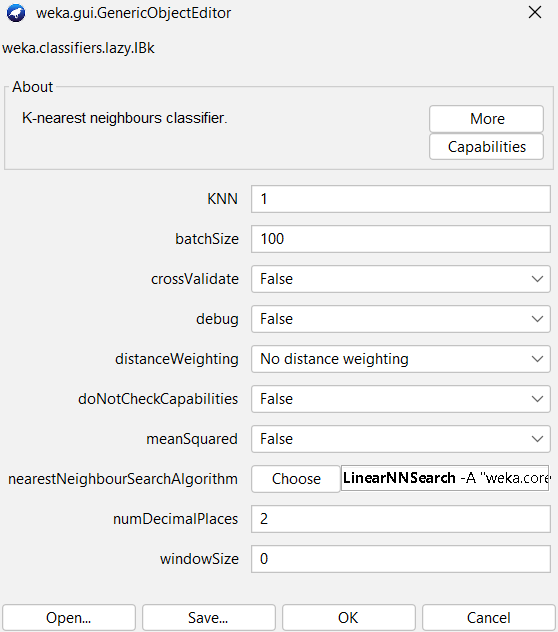 weka.gui.GenericObjectEditor
weka.classifiers.lazy.IBk
About
K-nearest neighbours classifier.
More
Capabilities
KNN 1
batchSize 100
crossValidate False
debug False
distanceWeighting No distance weighting
doNotCheckCapabilities False
meanSquared False
nearestNeighbourSearchAlgorithm Choose LinearNNSearch -A "weka.core
numDecimalPlaces 2
windowSize 0
Open... Save... OK Cancel